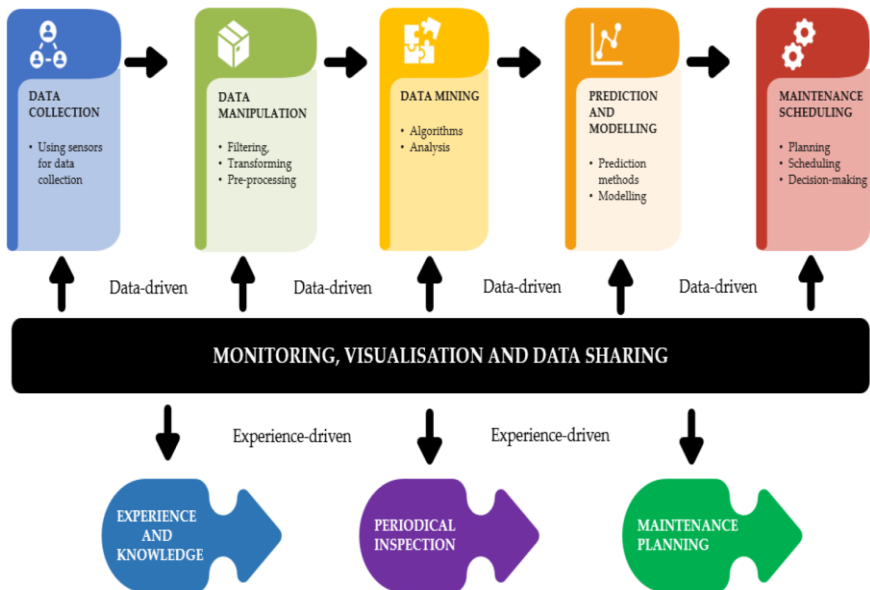 DATA
COLLECTION
• Using sensors
for data
collection
DATA
MANIPULATION
• Filtering,
• Transforming
• Pre-processing
DATA MINING
• Algorithms
• Analysis
PREDICTION
AND
MODELLING
• Prediction
methods
• Modelling
MAINTENANCE
SCHEDULING
• Planning
• Scheduling
• Decision-making
Data-driven
Data-driven
Data-driven
Data-driven
MONITORING, VISUALISATION AND DATA SHARING
Experience-driven
Experience-driven
EXPERIENCE
AND
KNOWLEDGE
PERIODICAL
INSPECTION
MAINTENANCE
PLANNING